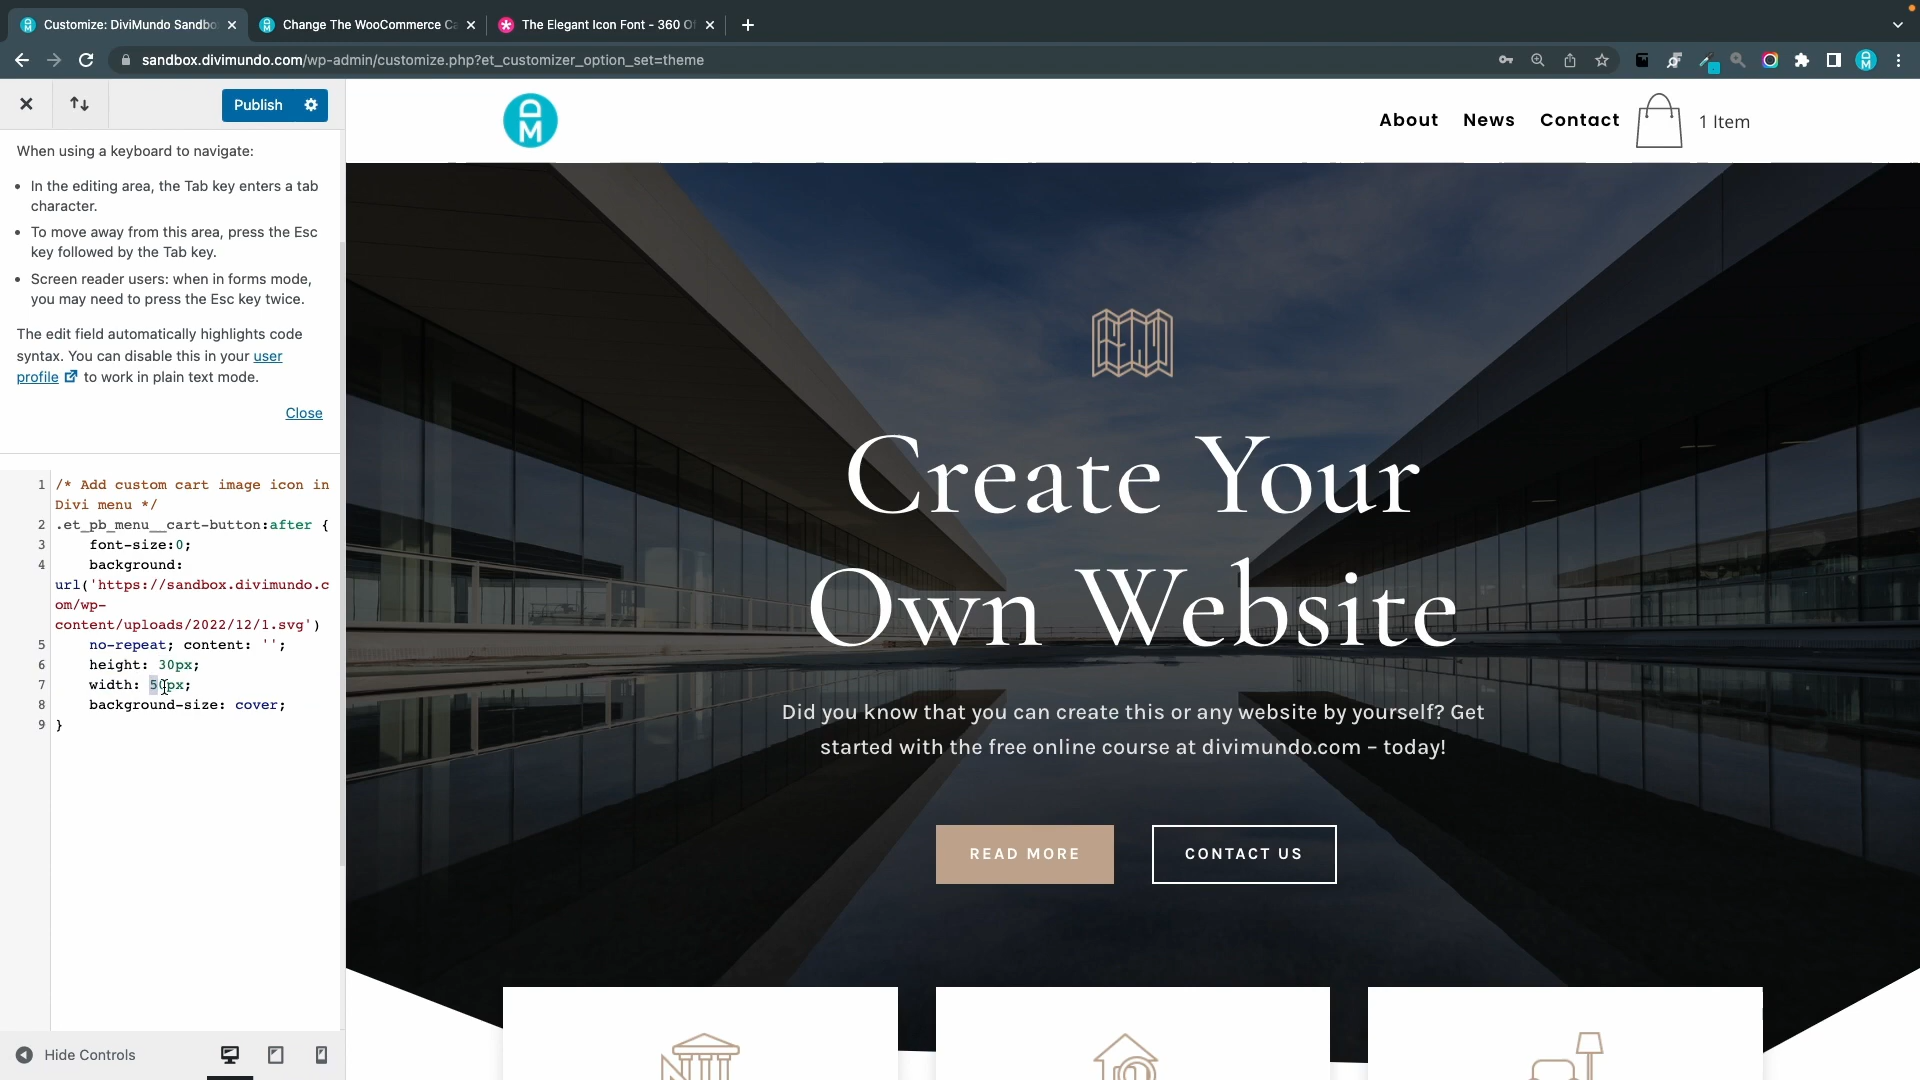 Customize: DiviMundo Sandbo
Change The WooCommerce Ca
The Elegant Icon Font - 360 Of
sandbox.divimundo.com/wp-admin/customize.php?et_customizer_option_set=theme
Publish
When using a keyboard to navigate:
• In the editing area, the Tab key enters a tab
character.
• To move away from this area, press the Esc
key followed by the Tab key.
• Screen reader users: when in forms mode,
you may need to press the Esc key twice.
The edit field automatically highlights code
syntax. You can disable this in your user
profile to work in plain text mode.
Close
1 /* Add custom cart image icon in
Divi menu */
2 .et_pb_menu__cart-button:after {
3 font-size:0;
4 background:
url('https://sandbox.divimundo.c
om/wp-
content/uploads/2022/12/1.svg')
5 no-repeat; content: '';
6 height: 30px;
7 width: 50px;
8 background-size: cover;
9 }
Hide Controls
DM
About News Contact 1 Item
Create Your
Own Website
Did you know that you can create this or any website by yourself? Get
started with the free online course at divimundo.com – today!
READ MORE CONTACT US